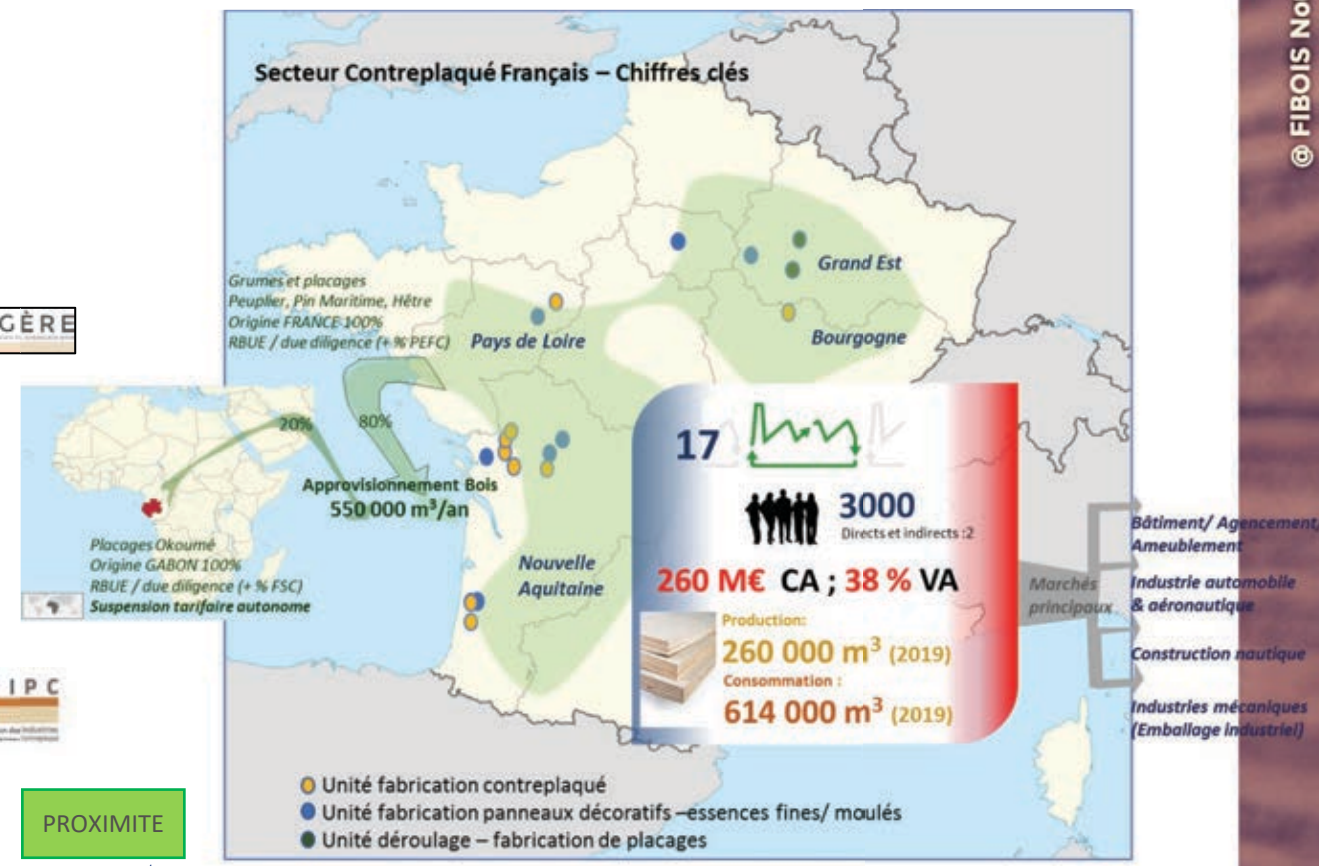 @ FIBOIS No
Secteur Contreplaqué Français – Chiffres clés
Grumes et placages
Peuplier, Pin Maritime, Hêtre
Origine FRANCE 100%
RBUE / due diligence (+ % PEFC)
Pays de Loire
Grand Est
Bourgogne
GÈRE
20%
80%
Approvisionnement Bois
550 000 m³/an
Placages Okoumé
Origine GABON 100%
RBUE / due diligence (+ % FSC)
Suspension tarifaire autonome
Nouvelle
Aquitaine
17
3000
Directs et indirects :2
260 M€ CA ; 38 % VA
Production:
260 000 m³ (2019)
Consommation :
614 000 m³ (2019)
Marchés
principaux
Bâtiment/ Agencement/
Ameublement
Industrie automobile
& aéronautique
Construction nautique
Industries mécaniques
(Emballage industriel)
I P C
PROXIMITE
Unité fabrication contreplaqué
Unité fabrication panneaux décoratifs –essences fines/ moulés
Unité déroulage – fabrication de placages